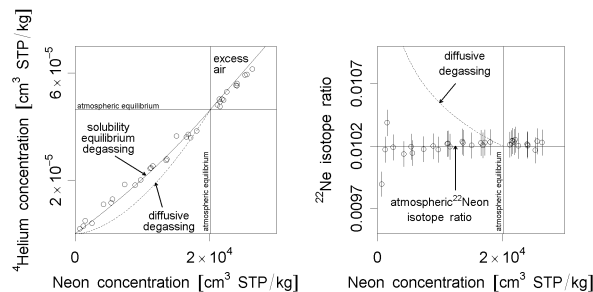 ⁴Helium concentration [cm³ STP/kg]
6 × 10⁻⁵
2 × 10⁻⁵
excess
air
atmospheric equilibrium
solubility
equilibrium
degassing
diffusive
degassing
atmospheric equilibrium
0
2 × 10⁴
Neon concentration [cm³ STP/kg]
²²Ne isotope ratio
0.0107
0.0102
0.0097
diffusive
degassing
atmospheric ²²Neon
isotope ratio
atmospheric equilibrium
0
2 × 10⁴
Neon concentration [cm³ STP/kg]